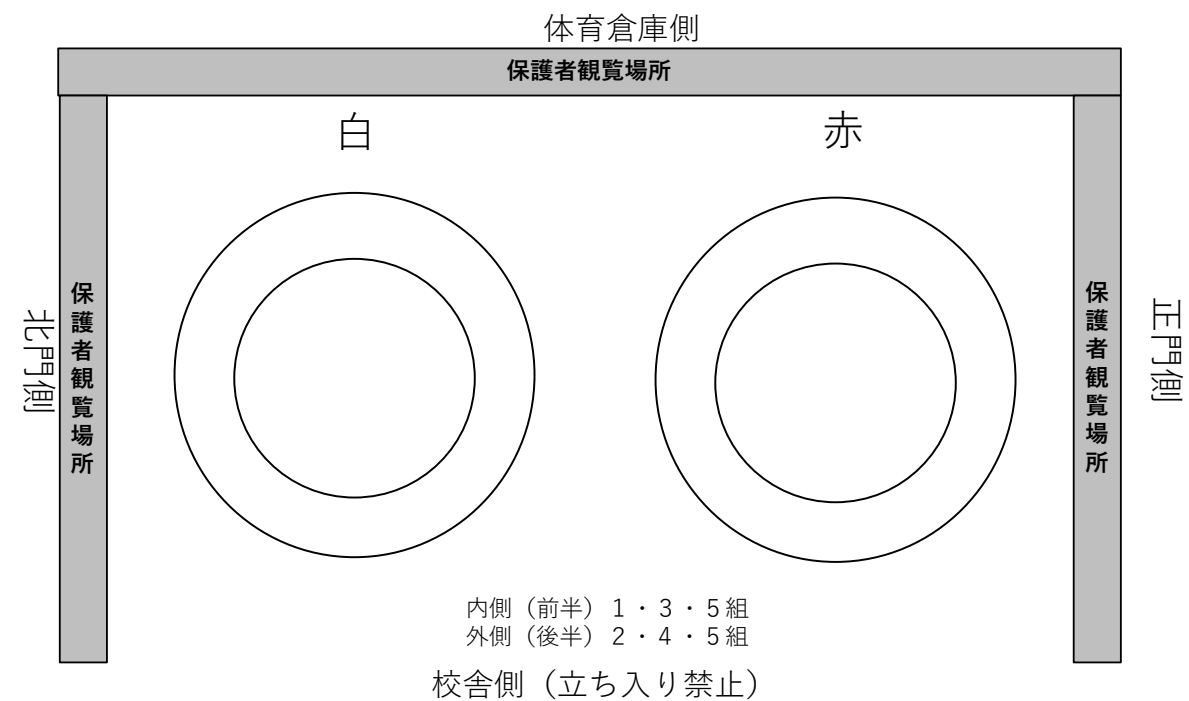 体育倉庫側
保護者観覧場所
白
赤
北門側
保護者観覧場所
保護者観覧場所
正門側
内側（前半）１・３・５組
外側（後半）２・４・５組
校舎側（立ち入り禁止）